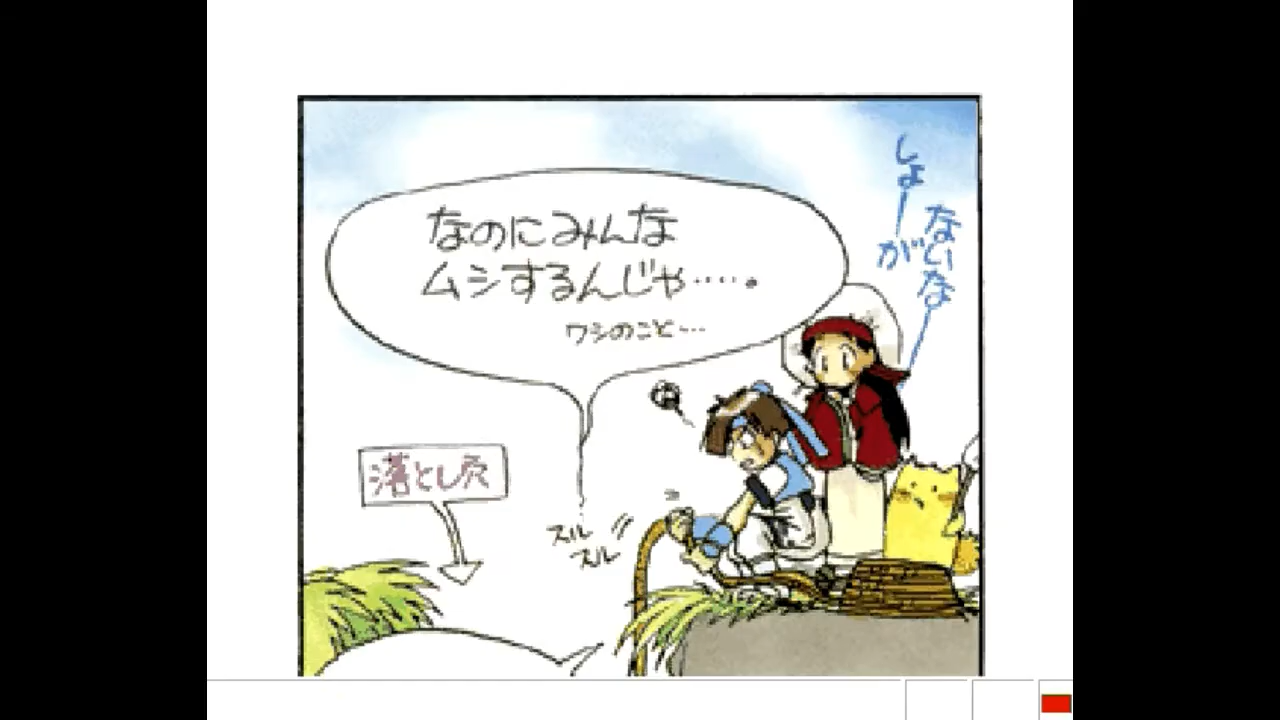 しょーが
ないなー
なのにみんな
ムシするんじゃ‥‥。
ワシのこと…
落とし穴
スル
スル